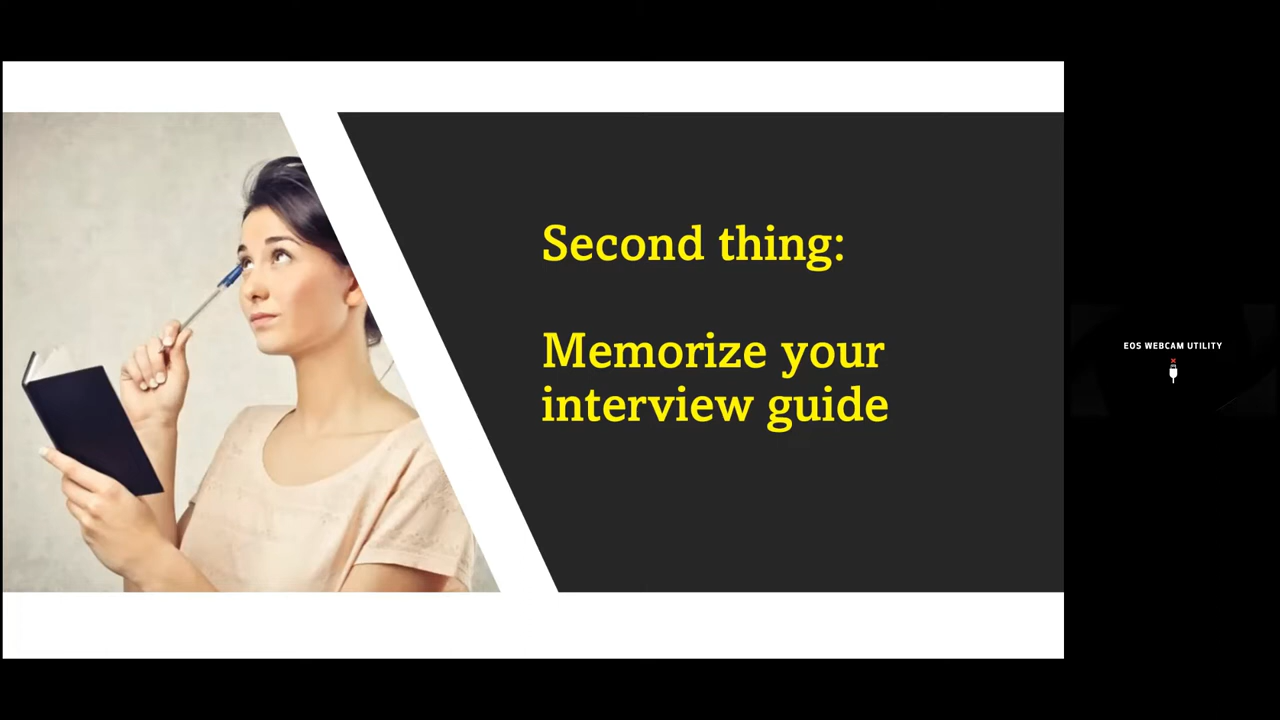 Second thing:
Memorize your
interview guide
EOS WEBCAM UTILITY